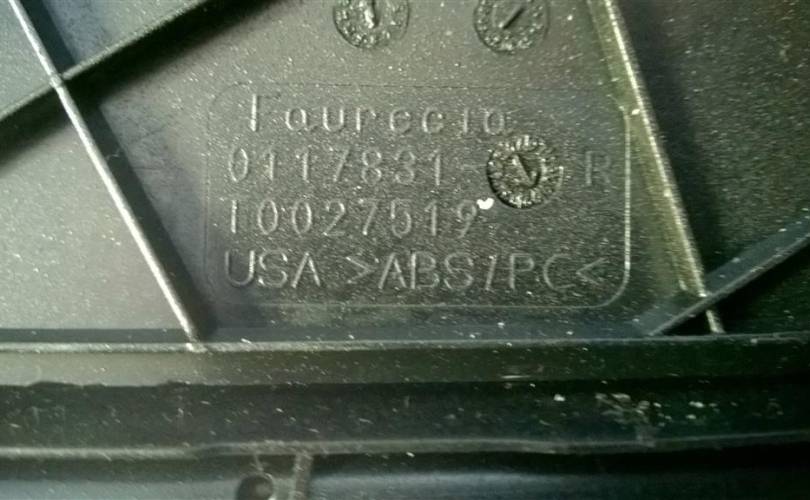 Faurecia
0117831- R
10027519
USA >ABS/PC<